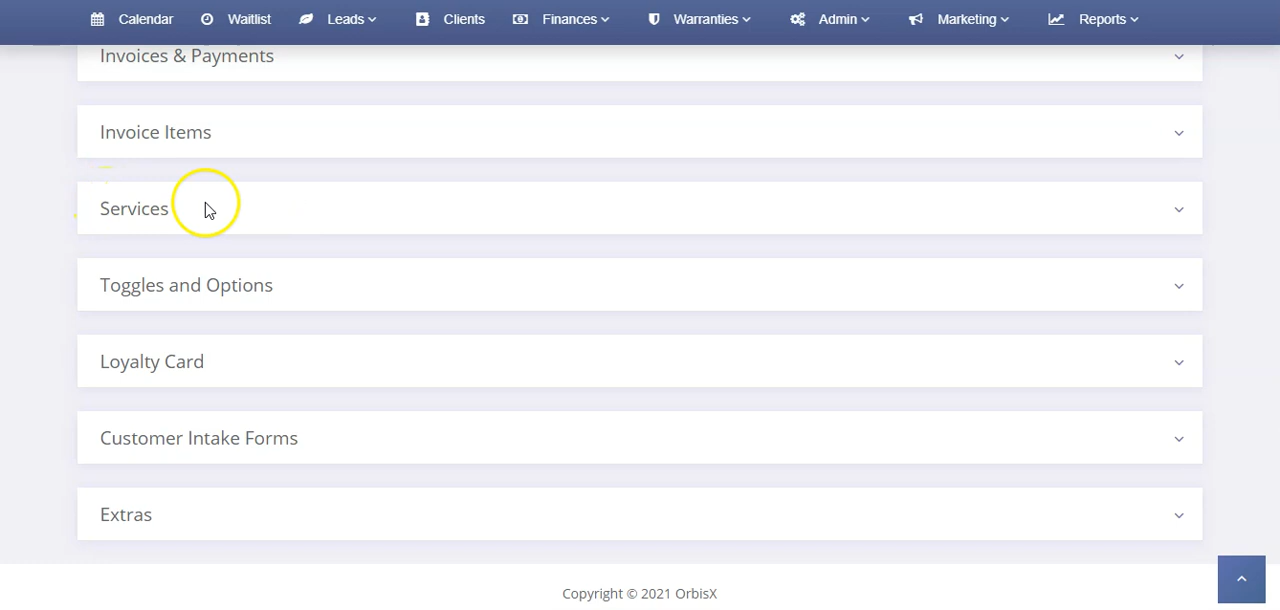 Calendar Waitlist Leads Clients Finances Warranties Admin Marketing Reports
Invoices & Payments
Invoice Items
Services
Toggles and Options
Loyalty Card
Customer Intake Forms
Extras
Copyright © 2021 OrbisX